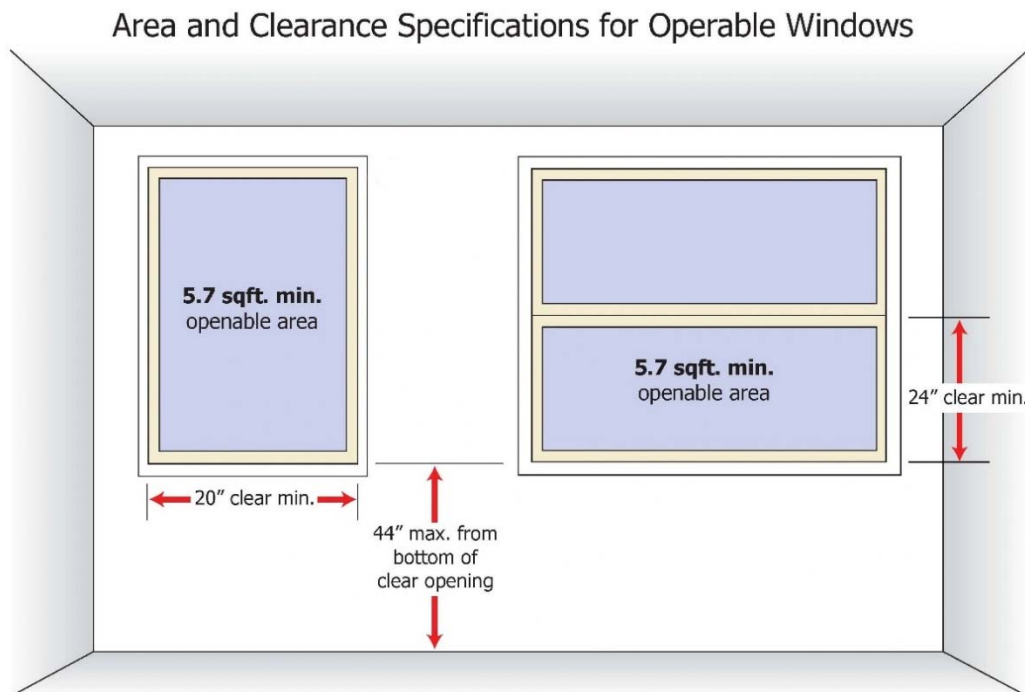 Area and Clearance Specifications for Operable Windows
5.7 sqft. min.
openable area
5.7 sqft. min.
openable area
24” clear min.
20” clear min.
44” max. from
bottom of
clear opening